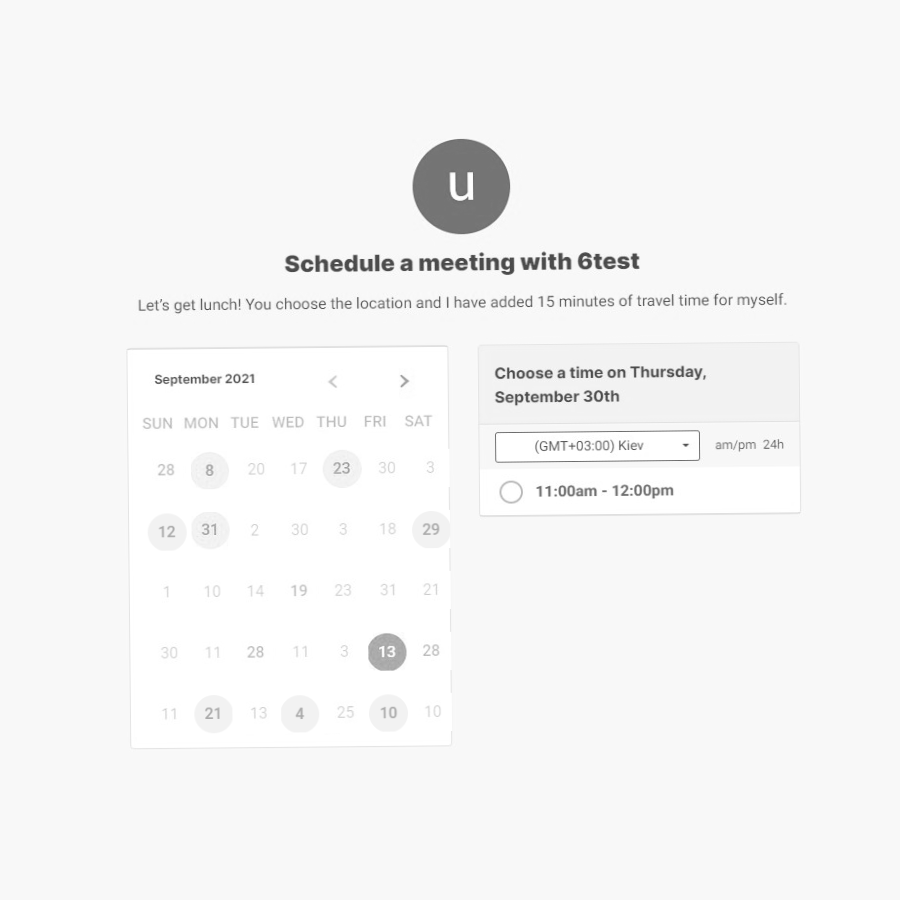 u
Schedule a meeting with 6test
Let's get lunch! You choose the location and I have added 15 minutes of travel time for myself.
September 2021
SUN MON TUE WED THU FRI SAT
28 8 20 17 23 30 3
12 31 2 30 3 18 29
1 10 14 19 23 31 21
30 11 28 11 3 13 28
11 21 13 4 25 10 10
Choose a time on Thursday,
September 30th
(GMT+03:00) Kiev am/pm 24h
11:00am - 12:00pm